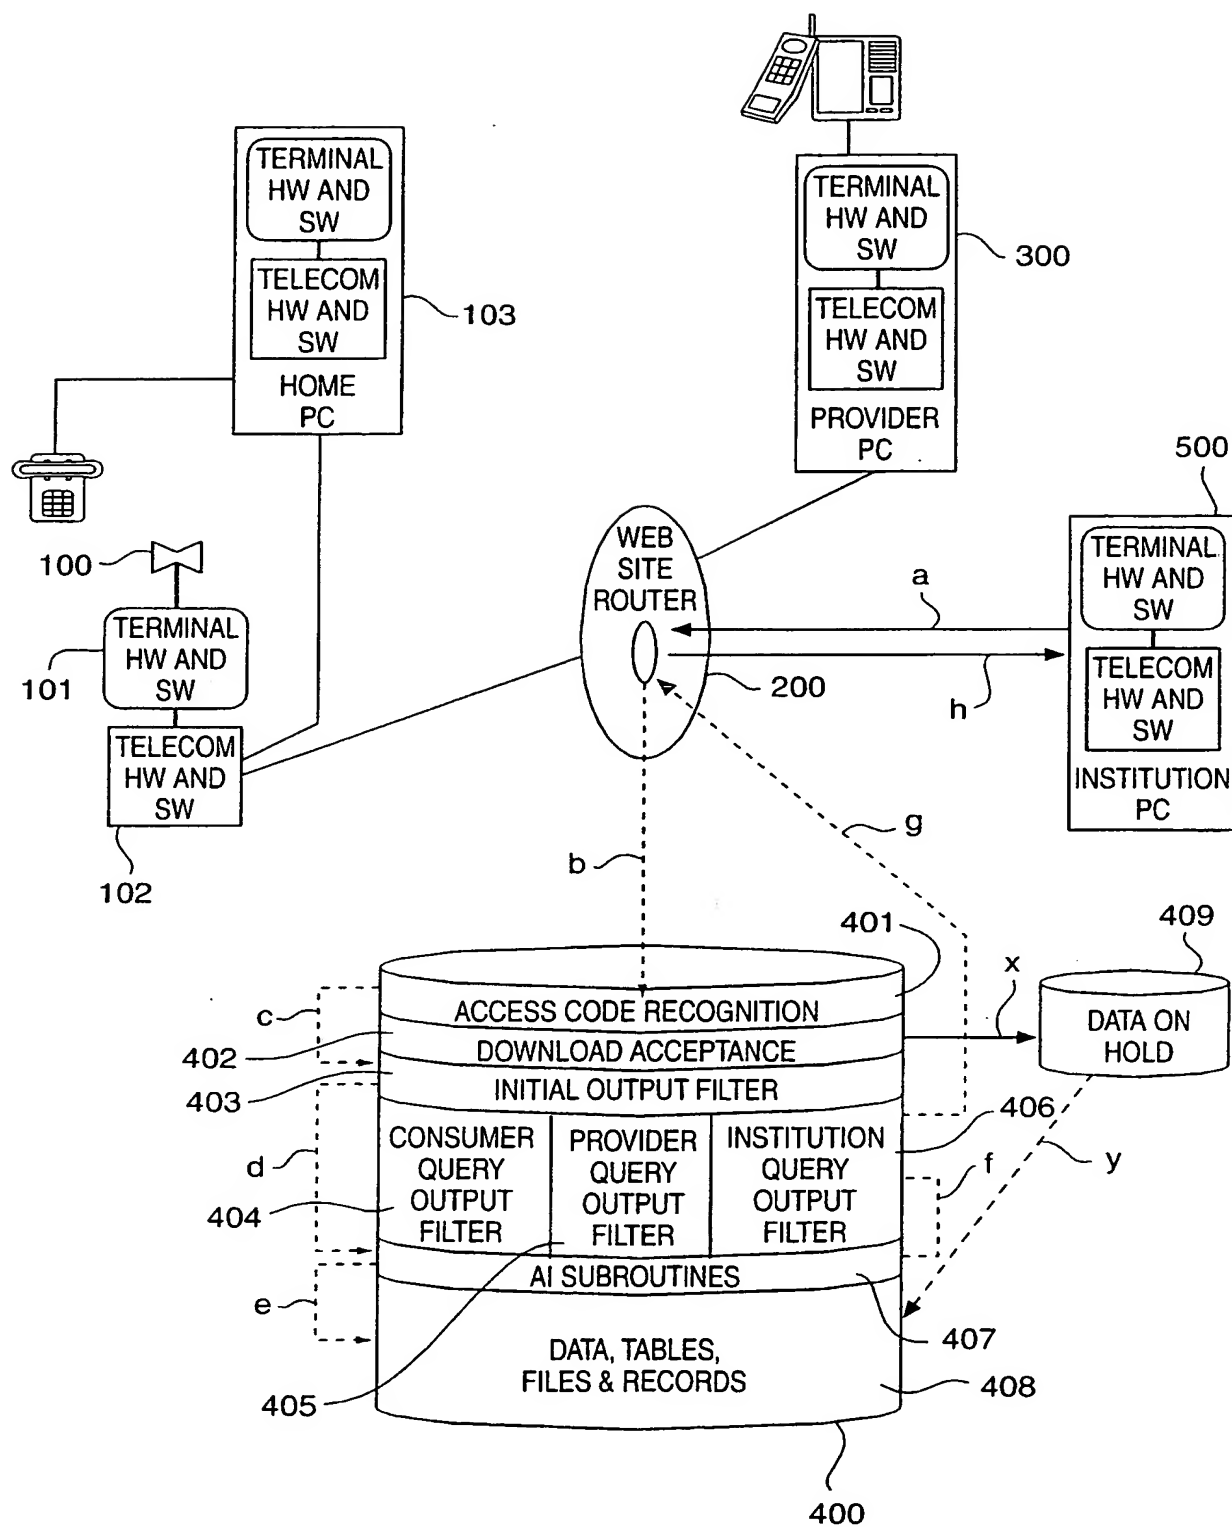 TERMINAL
HW AND
SW
TELECOM
HW AND
SW
HOME
PC
103
TERMINAL
HW AND
SW
TELECOM
HW AND
SW
PROVIDER
PC
300
100
TERMINAL
HW AND
SW
101
TELECOM
HW AND
SW
102
WEB
SITE
ROUTER
200
a
h
500
TERMINAL
HW AND
SW
TELECOM
HW AND
SW
INSTITUTION
PC
b
g
401
409
x
DATA ON
HOLD
y
ACCESS CODE RECOGNITION
c
402
DOWNLOAD ACCEPTANCE
403
INITIAL OUTPUT FILTER
406
d
CONSUMER
QUERY
OUTPUT
FILTER
404
PROVIDER
QUERY
OUTPUT
FILTER
INSTITUTION
QUERY
OUTPUT
FILTER
f
AI SUBROUTINES
e
407
DATA, TABLES,
FILES & RECORDS
405
408
400